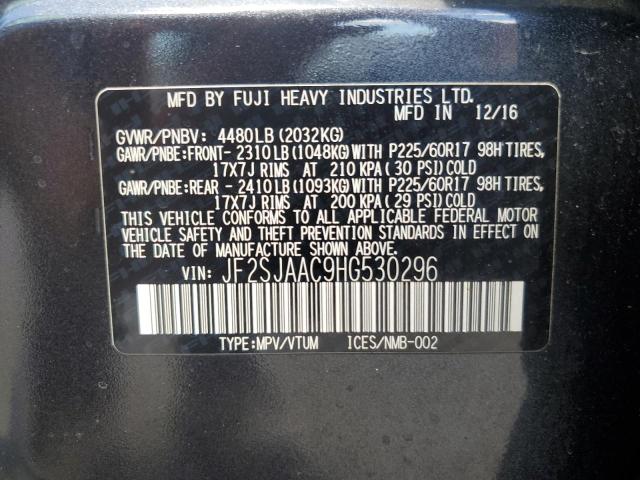 MFD BY FUJI HEAVY INDUSTRIES LTD.
MFD IN 12/16
GVWR/PNBV: 4480LB (2032KG)
GAWR/PNBE:FRONT- 2310LB (1048KG)WITH P225/60R17 98H TIRES,
17X7J RIMS AT 210 KPA( 30 PSI) COLD
GAWR/PNBE:REAR - 2410LB (1093KG)WITH P225/60R17 98H TIRES,
17X7J RIMS AT 200 KPA (29 PSI) COLD
THIS VEHICLE CONFORMS TO ALL APPLICABLE FEDERAL MOTOR
VEHICLE SAFETY AND THEFT PREVENTION STANDARDS IN EFFECT
ON THE DATE OF MANUFACTURE SHOWN ABOVE.
VIN: JF2SJAAC9HG530296
TYPE:MPV/VTUM ICES/NMB-002